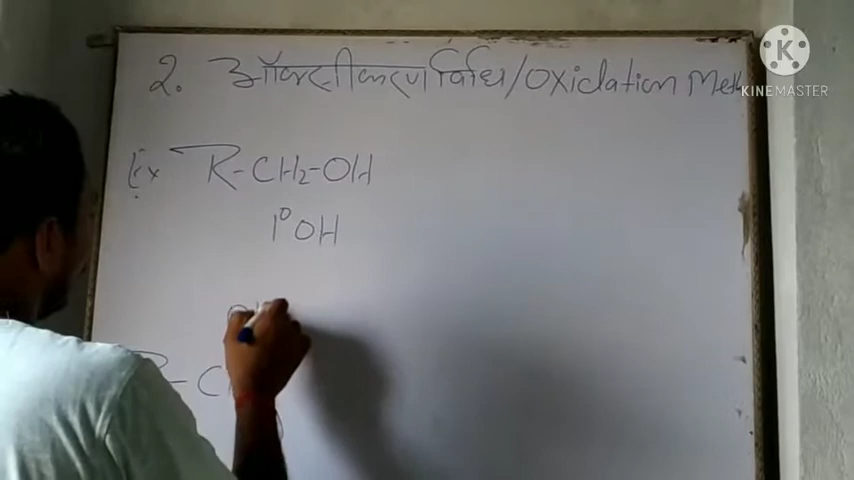 2. ऑक्सीकरण विधि/Oxidation Meth
Ex R-CH2-OH
1° OH
R - C
K
KINEMASTER